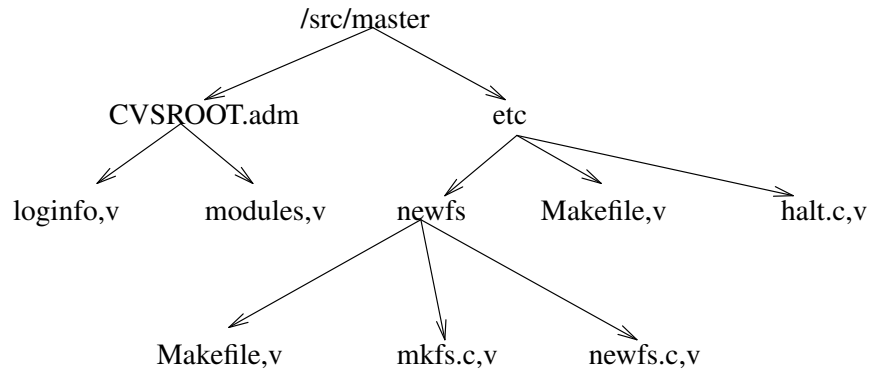 /src/master
CVSROOT.adm etc
loginfo,v modules,v newfs Makefile,v halt.c,v
Makefile,v mkfs.c,v newfs.c,v